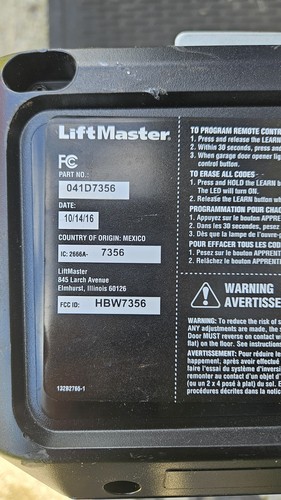 LiftMaster
FC
PART NO.:
041D7356
DATE:
10/14/16
COUNTRY OF ORIGIN: MEXICO
IC: 2666A- 7356
LiftMaster
845 Larch Avenue
Elmhurst, Illinois 60126
FCC ID: HBW7356
132B2765-1
TO PROGRAM REMOTE CONTR
1. Press and release the LEARN
2. Within 30 seconds, press and
3. When garage door opener lig
control button.
TO ERASE ALL CODES -
1. Press and HOLD the LEARN b
The LED will turn on.
2. Release the LEARN button wh
PROGRAMMATION POUR CHA
1. Appuyez sur le bouton APPRE
2. Dans les 30 secondes, pesez
3. Dès que la lampe de l'ouvre-p
POUR EFFACER TOUS LES COD
1. Pesez sur le bouton APPRENT
2. Relâchez le bouton APPRENTI
WARNING
AVERTISSE
WARNING: To reduce the risk of s
ANY adjustments are made, the s
Door MUST reverse on contact wi
flat) on the floor. See instructions
AVERTISSEMENT: Pour réduire le
happement, après avoir effectué
faire l'essai du système d'inversi
remonter au contact d'un objet d'
(ou un 2 x 4 posé à plat) du sol. E
procédures décrites dans la notic